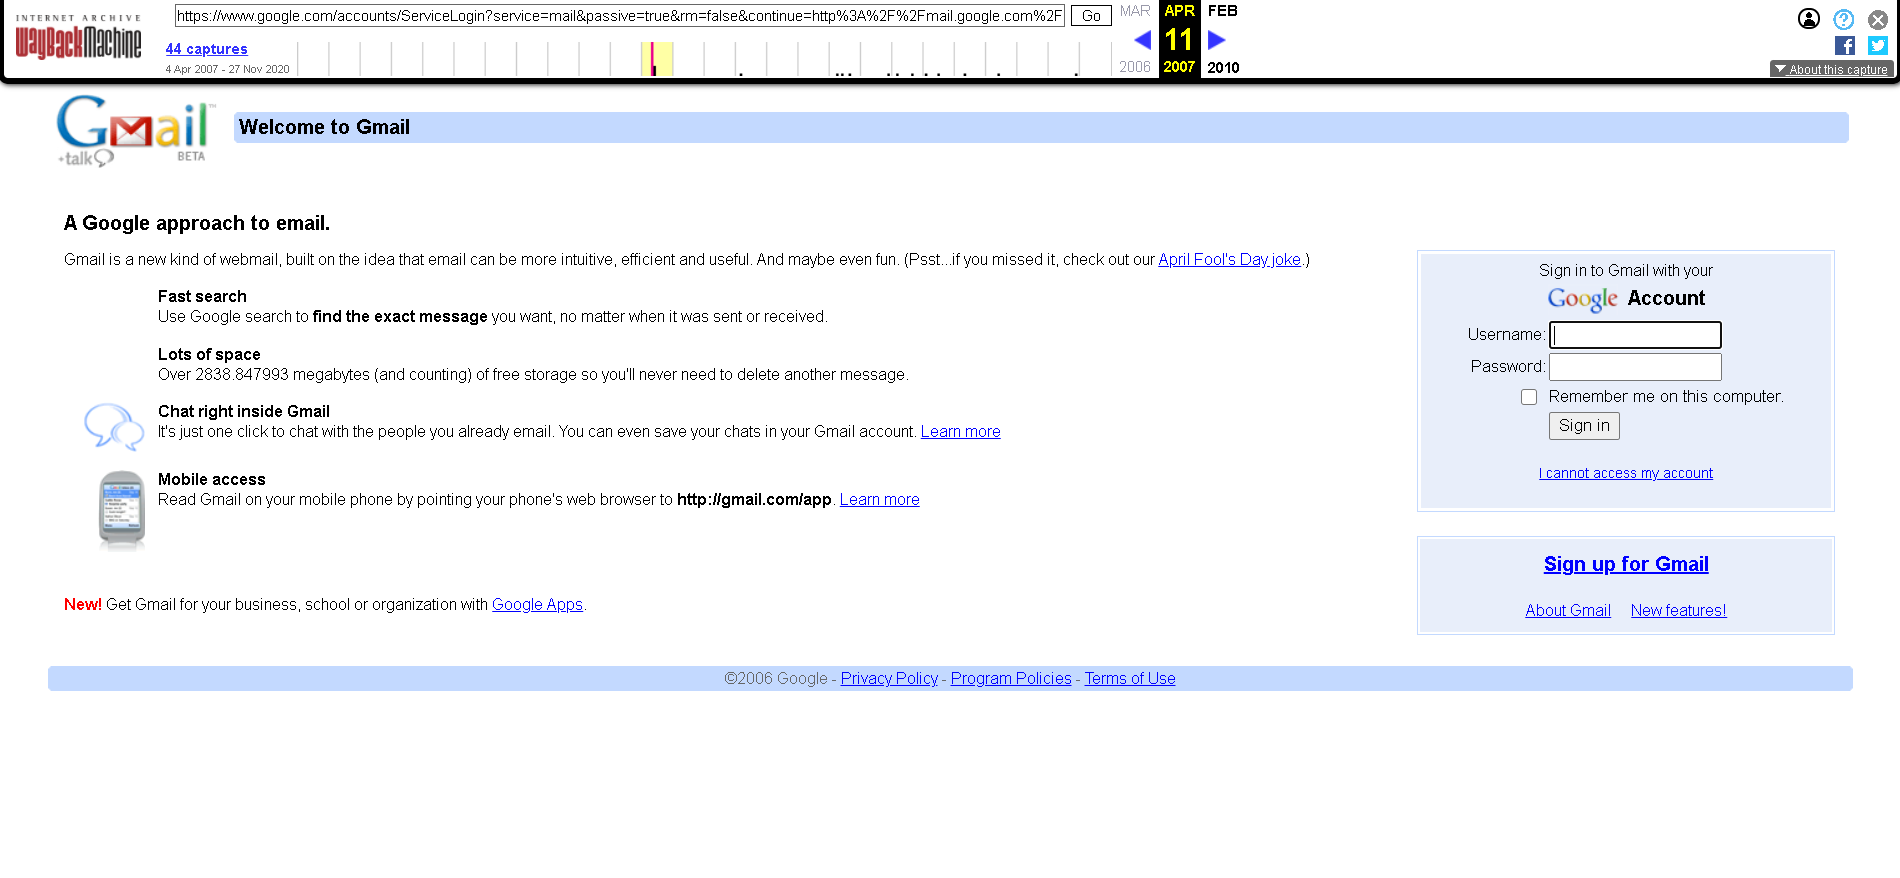 INTERNET ARCHIVE
WayBackMachine
https://www.google.com/accounts/ServiceLogin?service=mail&passive=true&rm=false&continue=http%3A%2F%2Fmail.google.com%2F
Go
44 captures
4 Apr 2007 - 27 Nov 2020
MAR APR FEB
11
2006 2007 2010
About this capture
Gmail™
+talk BETA
Welcome to Gmail
A Google approach to email.
Gmail is a new kind of webmail, built on the idea that email can be more intuitive, efficient and useful. And maybe even fun. (Psst...if you missed it, check out our April Fool's Day joke.)
Fast search
Use Google search to find the exact message you want, no matter when it was sent or received.
Lots of space
Over 2838.847993 megabytes (and counting) of free storage so you'll never need to delete another message.
Chat right inside Gmail
It's just one click to chat with the people you already email. You can even save your chats in your Gmail account. Learn more
Mobile access
Read Gmail on your mobile phone by pointing your phone's web browser to http://gmail.com/app. Learn more
New! Get Gmail for your business, school or organization with Google Apps.
Sign in to Gmail with your
Google Account
Username:
Password:
Remember me on this computer.
Sign in
I cannot access my account
Sign up for Gmail
About Gmail New features!
©2006 Google - Privacy Policy - Program Policies - Terms of Use